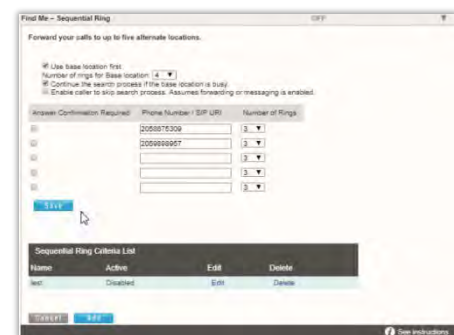 Find Me – Sequential Ring OFF
Forward your calls to up to five alternate locations.
Use base location first
Number of rings for Base location: 4
Continue the search process if the base location is busy.
Enable caller to skip search process. Assumes forwarding or messaging is enabled.
Answer Confirmation Required Phone Number / SIP URI Number of Rings
2058675309 3
2059898957 3
3
3
3
Save
Sequential Ring Criteria List
Name Active Edit Delete
test Disabled Edit Delete
Cancel Add
See instructions